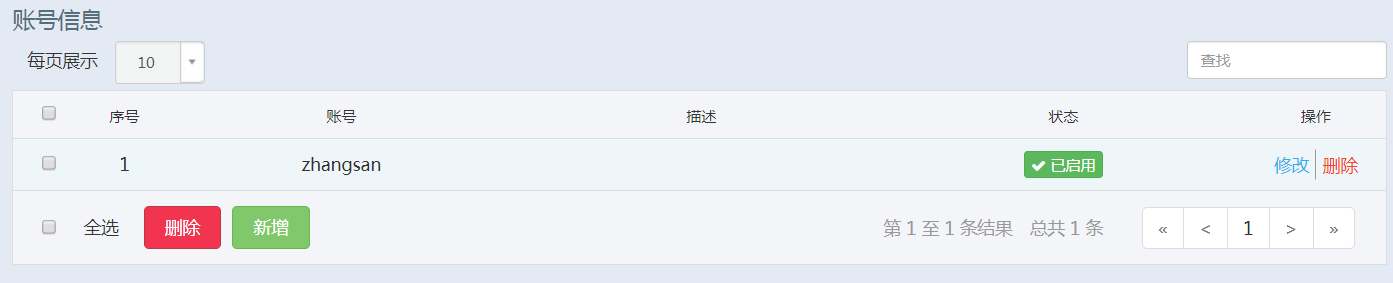 账号信息
每页展示 10 查找
序号 账号 描述 状态 操作
1 zhangsan 已启用 修改 删除
全选 删除 新增 第 1 至 1 条结果 总共 1 条 « < 1 > »